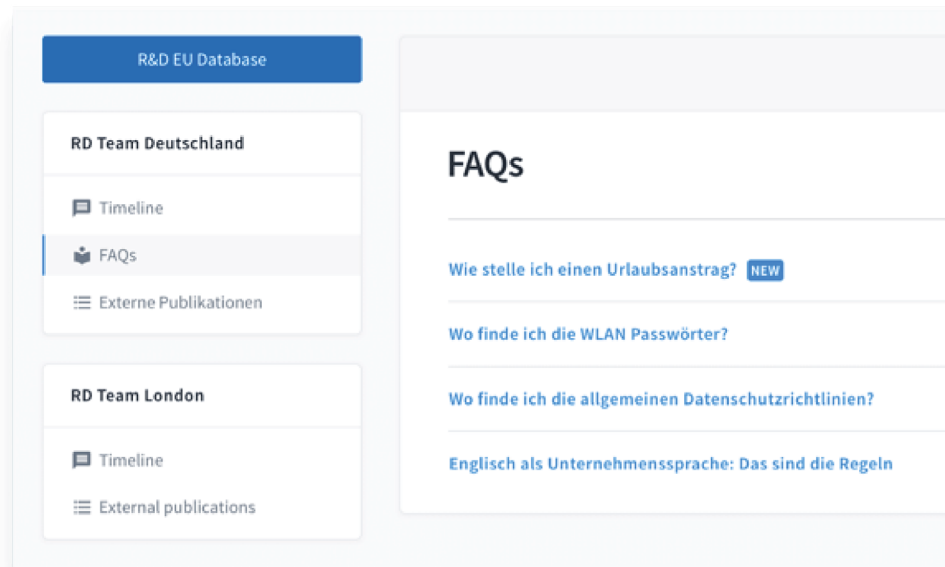 R&D EU Database
RD Team Deutschland
Timeline
FAQs
Externe Publikationen
RD Team London
Timeline
External publications
FAQs
Wie stelle ich einen Urlaubsanstrag? NEW
Wo finde ich die WLAN Passwörter?
Wo finde ich die allgemeinen Datenschutzrichtlinien?
Englisch als Unternehmenssprache: Das sind die Regeln